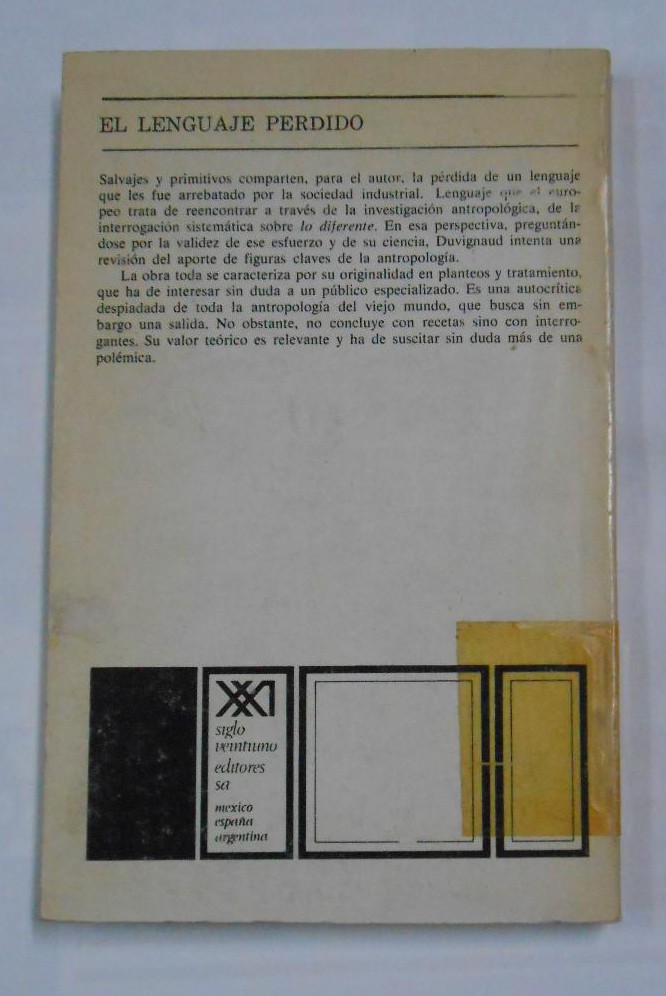 EL LENGUAJE PERDIDO
Salvajes y primitivos comparten, para el autor, la pérdida de un lenguaje
que les fue arrebatado por la sociedad industrial. Lenguaje que el euro-
peo trata de reencontrar a través de la investigación antropológica, de la
interrogación sistemática sobre lo diferente. En esa perspectiva, preguntán-
dose por la validez de ese esfuerzo y de su ciencia, Duvignaud intenta una
revisión del aporte de figuras claves de la antropología.
La obra toda se caracteriza por su originalidad en planteos y tratamiento,
que ha de interesar sin duda a un público especializado. Es una autocrítica
despiadada de toda la antropología del viejo mundo, que busca sin em-
bargo una salida. No obstante, no concluye con recetas sino con interro-
gantes. Su valor teórico es relevante y ha de suscitar sin duda más de una
polémica.
XXI
siglo
veintiuno
editores
sa
mexico
españa
argentina